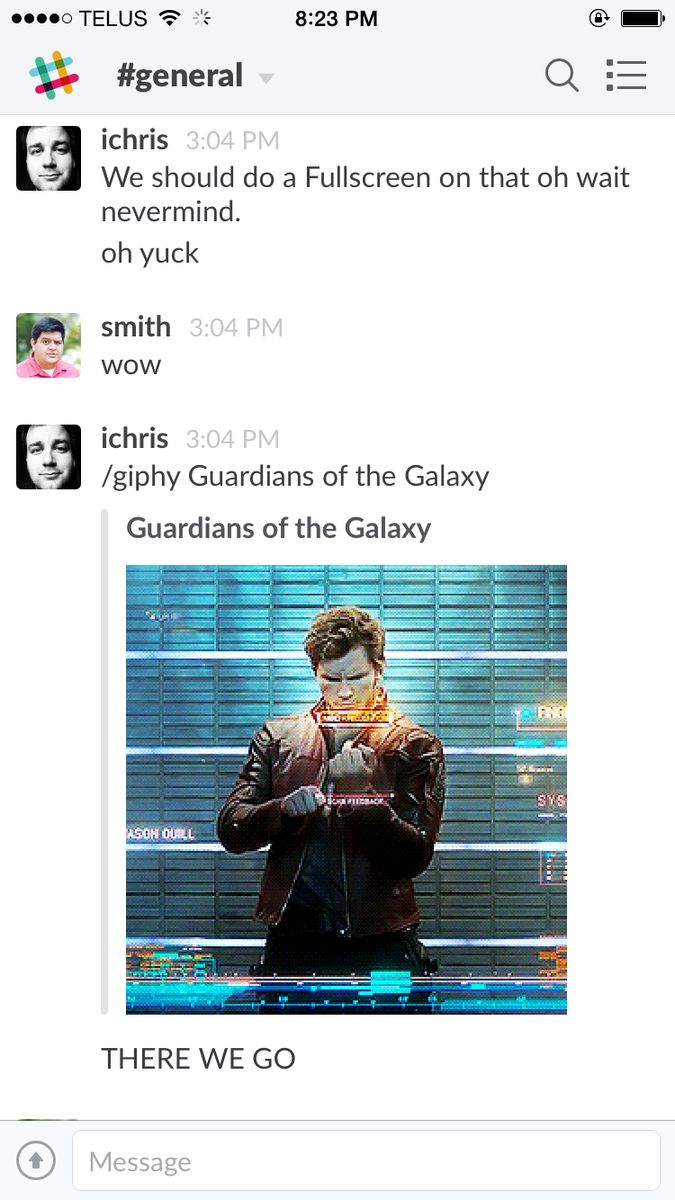 TELUS 8:23 PM
#general
ichris 3:04 PM
We should do a Fullscreen on that oh wait
nevermind.
oh yuck
smith 3:04 PM
wow
ichris 3:04 PM
/giphy Guardians of the Galaxy
Guardians of the Galaxy
SCAN FEEDBACK
SYS
ASON QUILL
THERE WE GO
Message